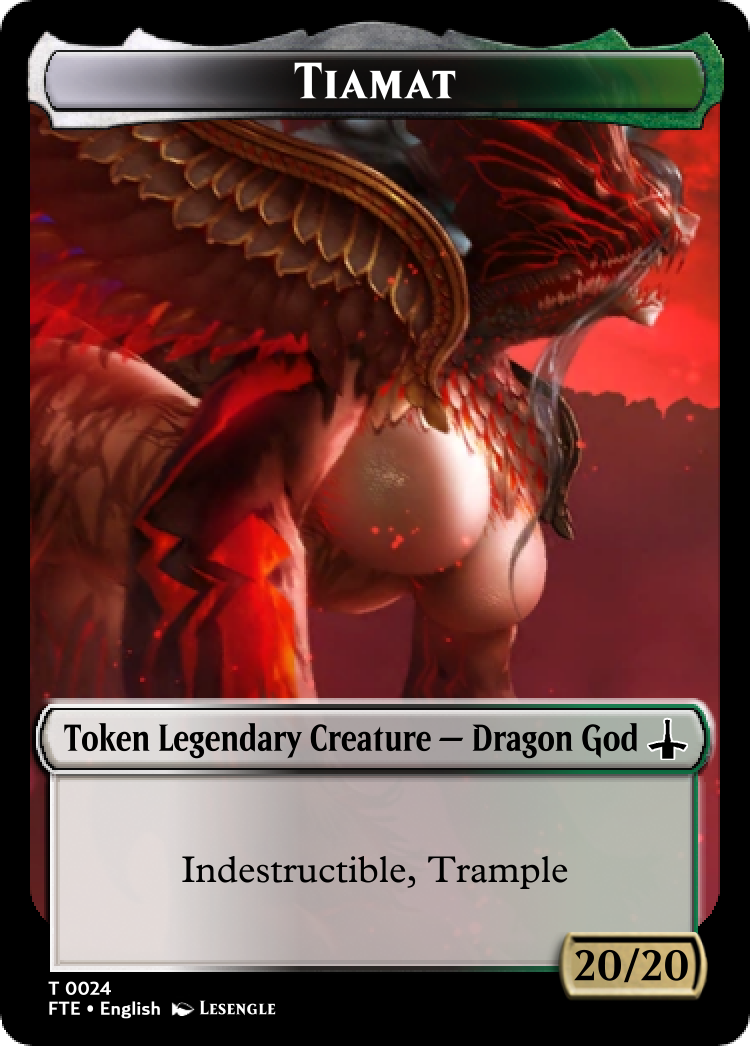 Tiamat
Token Legendary Creature — Dragon God
Indestructible, Trample
20/20
T 0024
FTE • English Lesengle